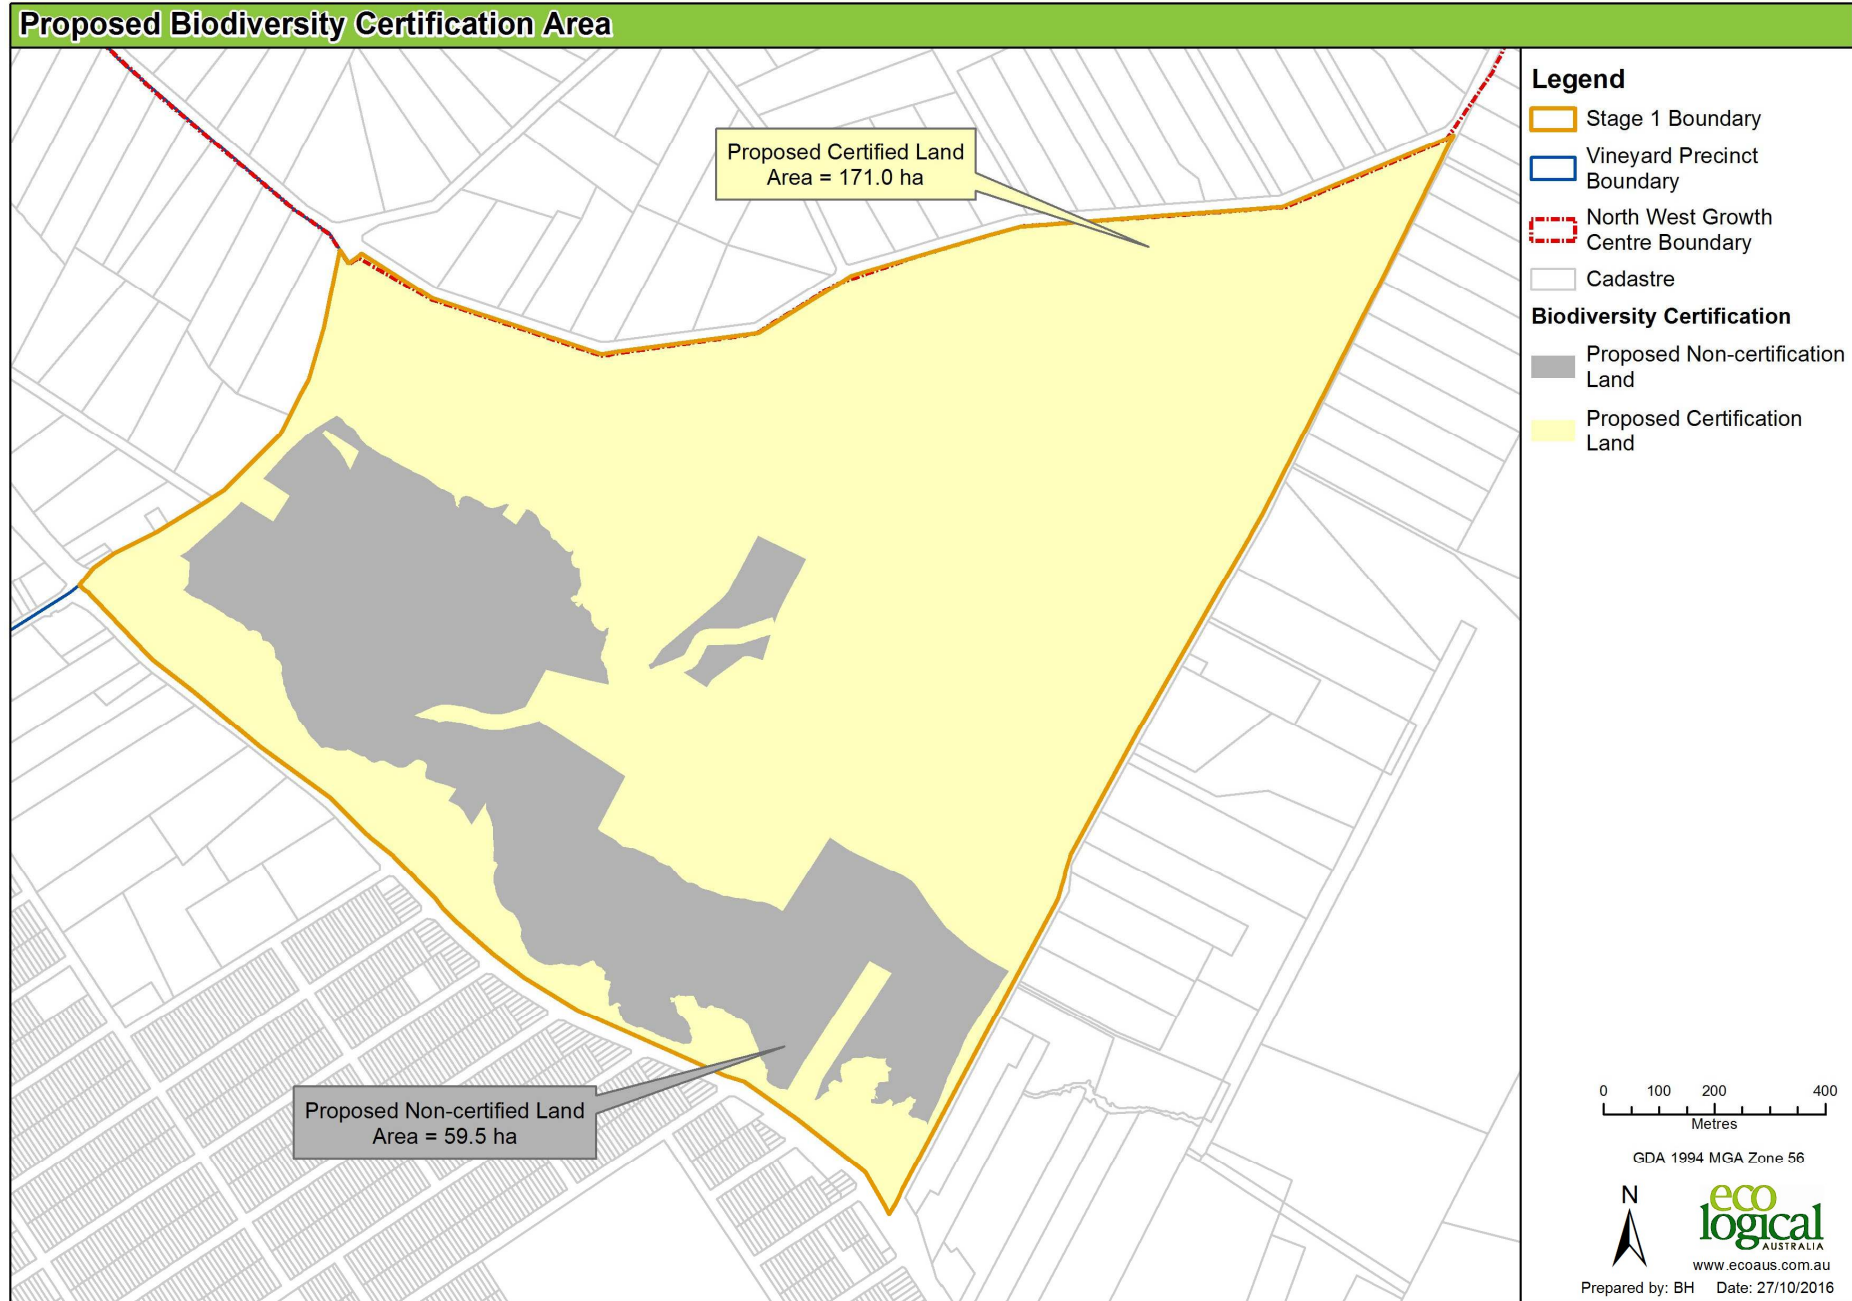 Proposed Biodiversity Certification Area
Proposed Certified Land
Area = 171.0 ha
Proposed Non-certified Land
Area = 59.5 ha
Legend
Stage 1 Boundary
Vineyard Precinct
Boundary
North West Growth
Centre Boundary
Cadastre
Biodiversity Certification
Proposed Non-certification
Land
Proposed Certification
Land
0 100 200 400
Metres
GDA 1994 MGA Zone 56
N
eco
logical
AUSTRALIA
www.ecoaus.com.au
Prepared by: BH Date: 27/10/2016